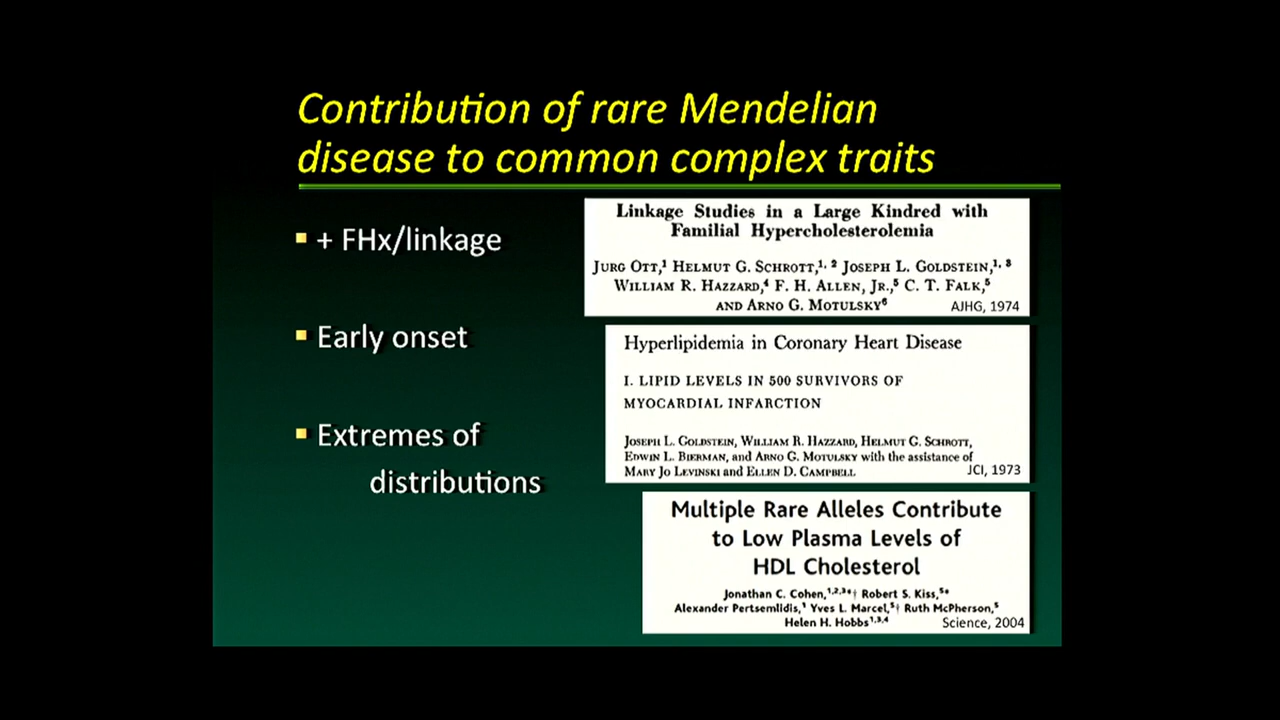 Contribution of rare Mendelian
disease to common complex traits
▪ + FHx/linkage
▪ Early onset
▪ Extremes of
distributions
Linkage Studies in a Large Kindred with
Familial Hypercholesterolemia
JURG OTT,¹ HELMUT G. SCHROTT,¹,² JOSEPH L. GOLDSTEIN,¹,³
WILLIAM R. HAZZARD,⁴ F. H. ALLEN, JR.,⁵ C. T. FALK,⁵
AND ARNO G. MOTULSKY⁶ AJHG, 1974
Hyperlipidemia in Coronary Heart Disease
I. LIPID LEVELS IN 500 SURVIVORS OF
MYOCARDIAL INFARCTION
JOSEPH L. GOLDSTEIN, WILLIAM R. HAZZARD, HELMUT G. SCHROTT,
EDWIN L. BIERMAN, and ARNO G. MOTULSKY with the assistance of
MARY JO LEVINSKI and ELLEN D. CAMPBELL JCI, 1973
Multiple Rare Alleles Contribute
to Low Plasma Levels of
HDL Cholesterol
Jonathan C. Cohen,¹,²,³*† Robert S. Kiss,⁵*
Alexander Pertsemlidis,¹ Yves L. Marcel,⁵† Ruth McPherson,⁵
Helen H. Hobbs¹,³,⁴ Science, 2004